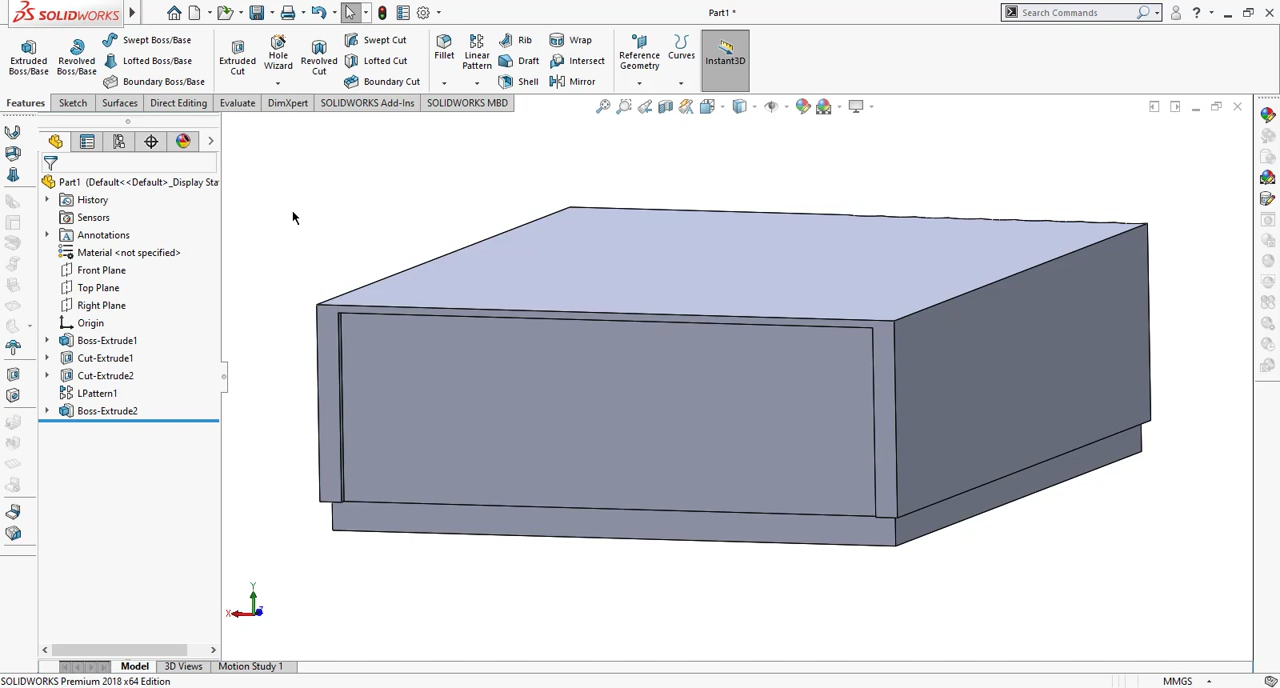 SOLIDWORKS
Part1 *
Search Commands
?
Extruded Boss/Base
Revolved Boss/Base
Swept Boss/Base
Lofted Boss/Base
Boundary Boss/Base
Extruded Cut
Hole Wizard
Revolved Cut
Swept Cut
Lofted Cut
Boundary Cut
Fillet
Linear Pattern
Rib
Draft
Shell
Wrap
Intersect
Mirror
Reference Geometry
Curves
Instant3D
Features
Sketch
Surfaces
Direct Editing
Evaluate
DimXpert
SOLIDWORKS Add-Ins
SOLIDWORKS MBD
Part1 (Default<<Default>_Display Sta
History
Sensors
Annotations
Material <not specified>
Front Plane
Top Plane
Right Plane
Origin
Boss-Extrude1
Cut-Extrude1
Cut-Extrude2
LPattern1
Boss-Extrude2
Y
X
Z
Model
3D Views
Motion Study 1
SOLIDWORKS Premium 2018 x64 Edition
MMGS